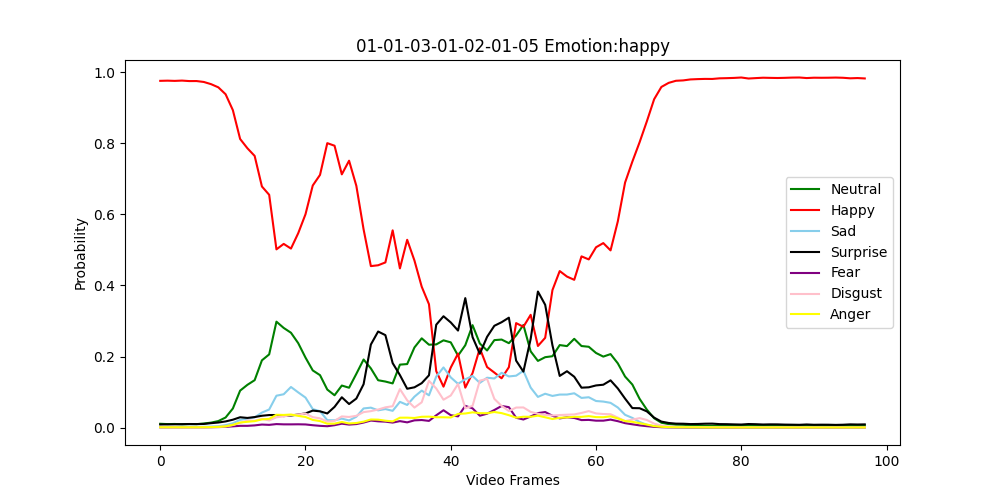 01-01-03-01-02-01-05 Emotion:happy
Probability
1.0
0.8
0.6
0.4
0.2
0.0
0 20 40 60 80 100
Video Frames
Neutral
Happy
Sad
Surprise
Fear
Disgust
Anger